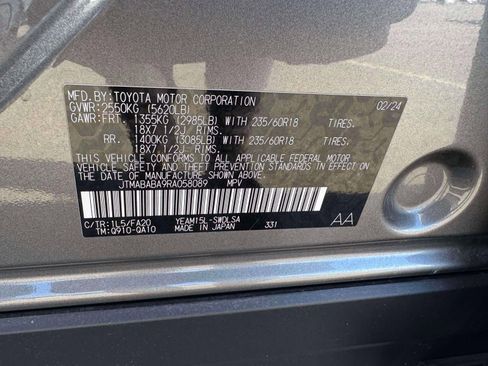 MFD.BY:TOYOTA MOTOR CORPORATION 02/24
GVWR:2550KG (5620LB)
GAWR:FRT. 1355KG (2985LB) WITH 235/60R18 TIRES.
18X7 1/2J RIMS.
RR. 1400KG (3085LB) WITH 235/60R18 TIRES.
18X7 1/2J RIMS.
THIS VEHICLE CONFORMS TO ALL APPLICABLE FEDERAL MOTOR
VEHICLE SAFETY AND THEFT PREVENTION STANDARDS IN EFFECT ON
THE DATE OF MANUFACTURE SHOWN ABOVE.
JTMABABA9RA058089 MPV
C/TR:1L5/FA20 YEAM15L-SWDLSA
TM:Q910-QA10 MADE IN JAPAN 331 AA